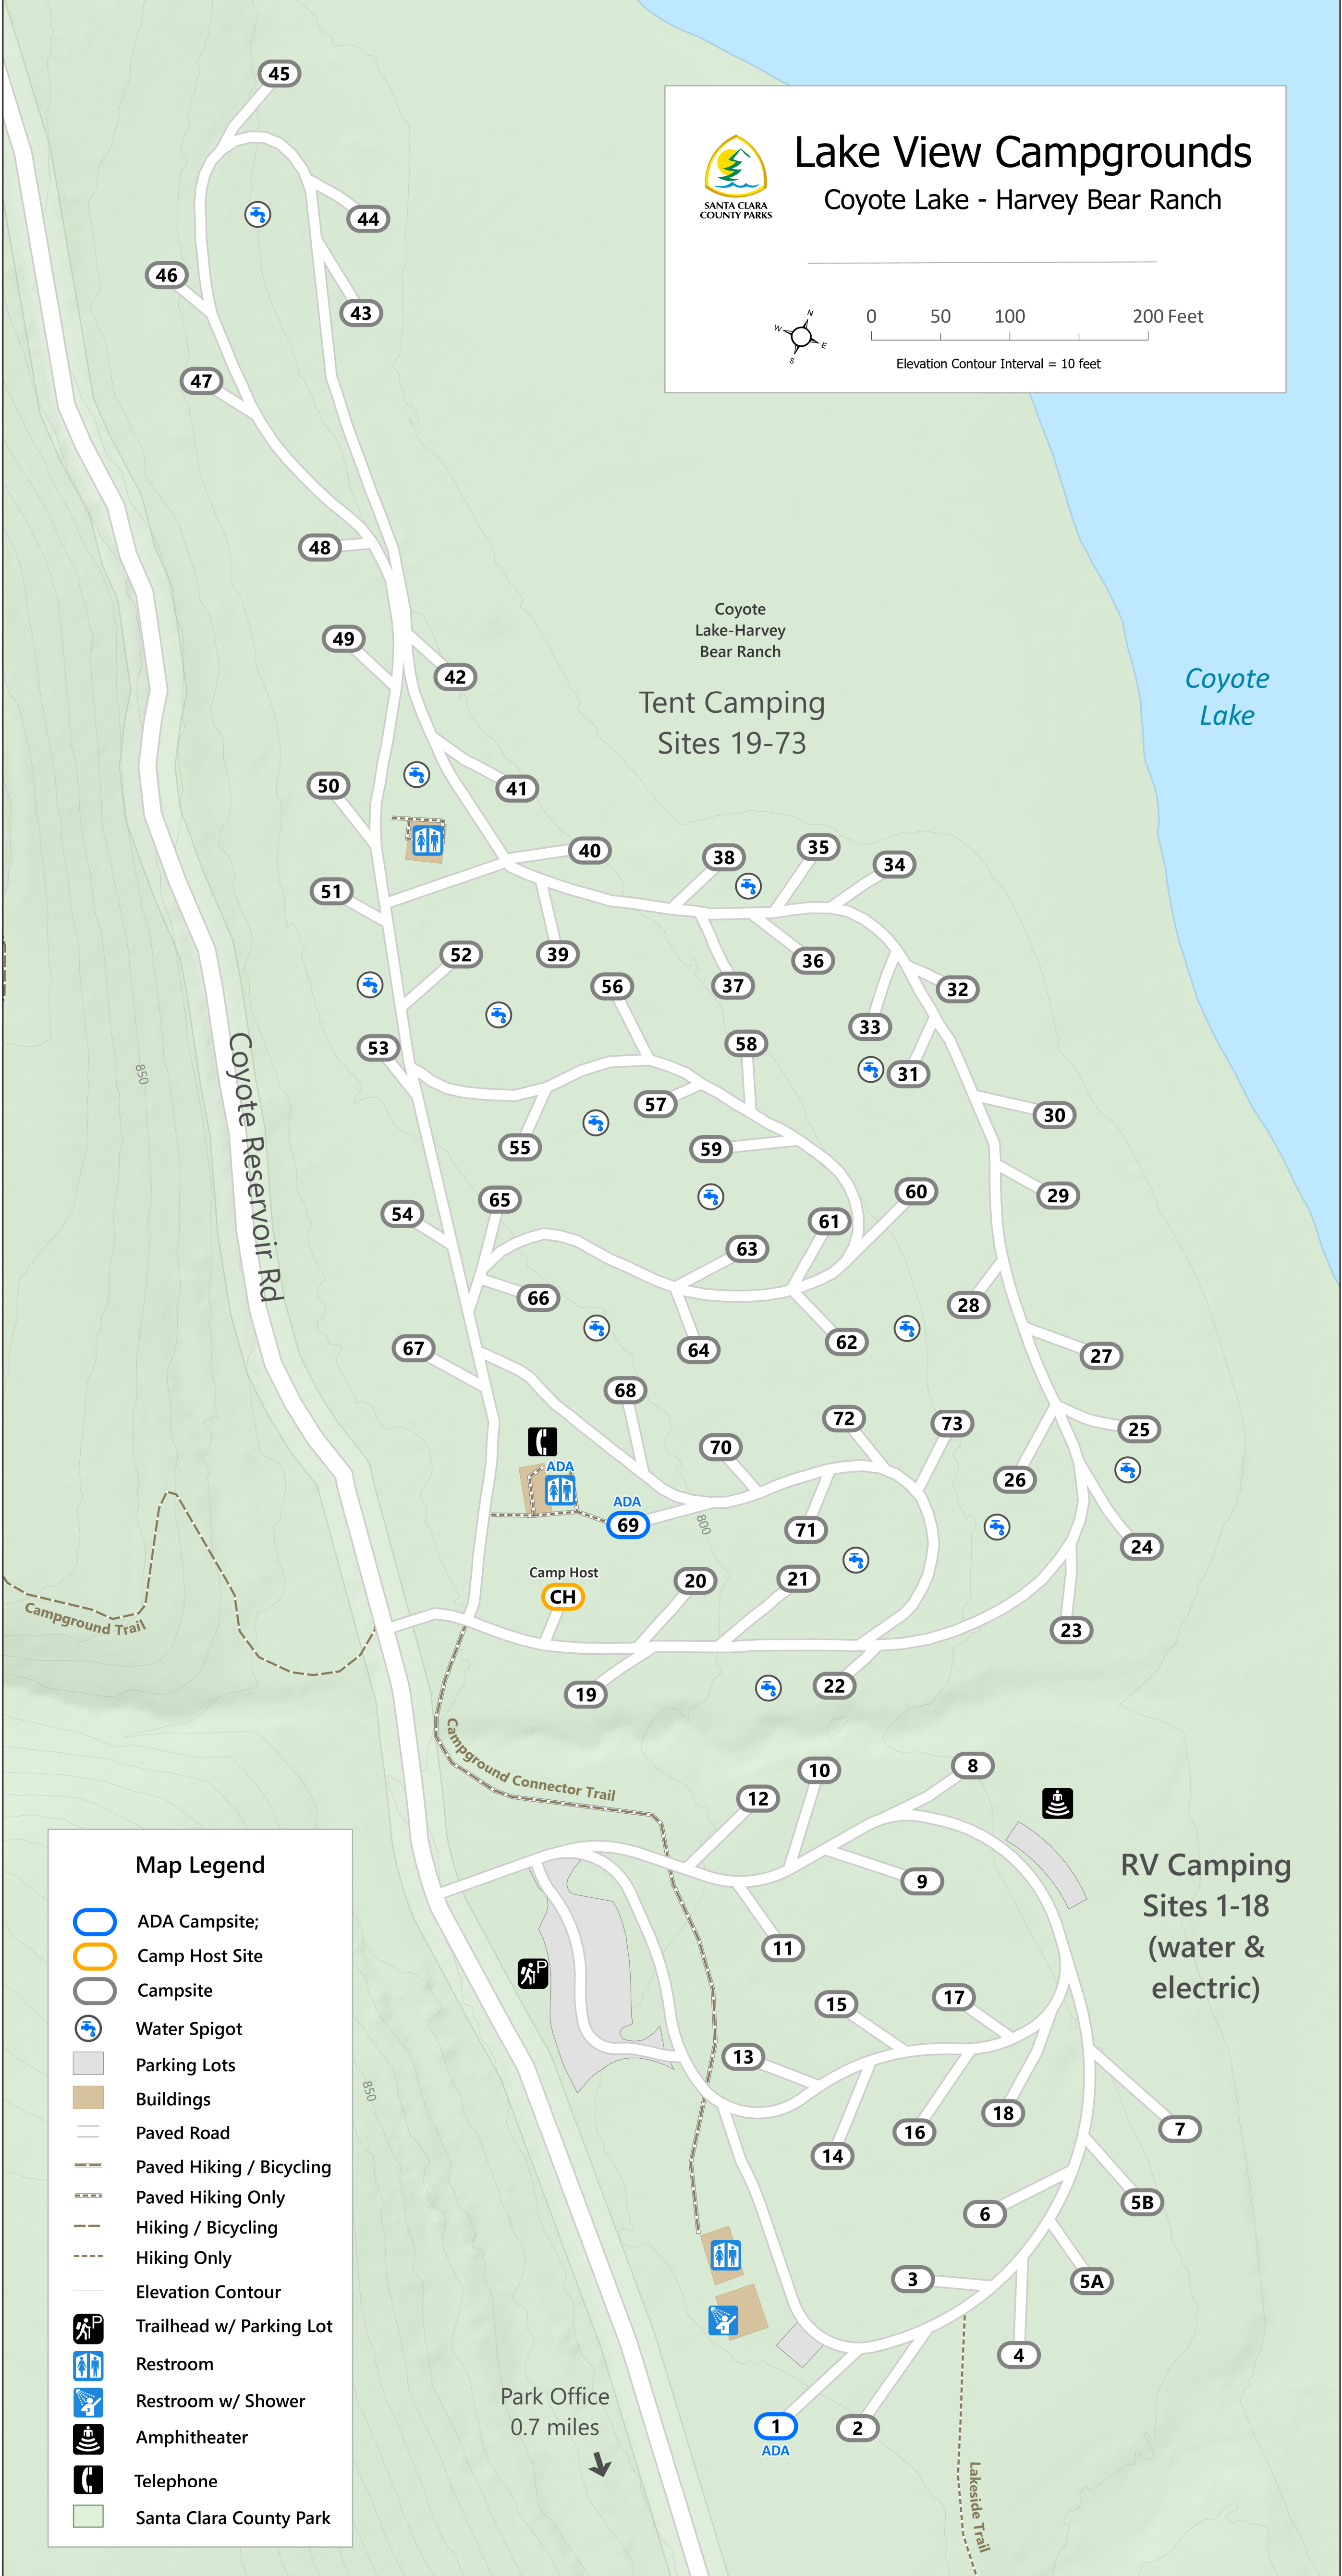 Lake View Campgrounds
Coyote Lake - Harvey Bear Ranch
SANTA CLARA
COUNTY PARKS
N
W
E
S
0 50 100 200 Feet
Elevation Contour Interval = 10 feet
45
44
46
43
47
48
49
42
50
41
51
40
38
35
34
52
39
36
56
37
32
33
53
58
31
57
30
55
59
65
60
29
54
61
63
66
28
67
64
62
27
68
72
73
25
70
26
ADA
ADA
69
71
24
Camp Host
CH
20
21
23
19
22
Coyote
Lake-Harvey
Bear Ranch
Tent Camping
Sites 19-73
Coyote
Lake
Coyote Reservoir Rd
850
800
Campground Trail
Campground Connector Trail
10
8
12
9
11
15
17
13
18
16
14
7
5B
6
3
5A
4
1
ADA
2
RV Camping
Sites 1-18
(water &
electric)
P
850
Park Office
0.7 miles
Lakeside Trail
Map Legend
ADA Campsite;
Camp Host Site
Campsite
Water Spigot
Parking Lots
Buildings
Paved Road
Paved Hiking / Bicycling
Paved Hiking Only
Hiking / Bicycling
Hiking Only
Elevation Contour
P
Trailhead w/ Parking Lot
Restroom
Restroom w/ Shower
Amphitheater
Telephone
Santa Clara County Park